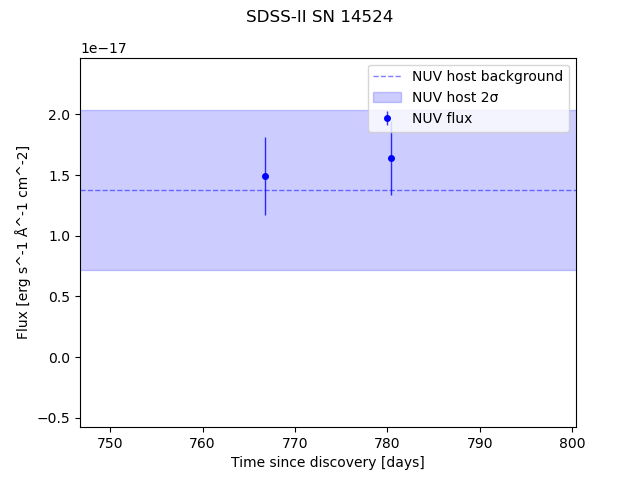 SDSS-II SN 14524
1e−17
NUV host background
NUV host 2σ
NUV flux
2.0
1.5
1.0
0.5
0.0
−0.5
Flux [erg s^-1 Å^-1 cm^-2]
750
760
770
780
790
800
Time since discovery [days]